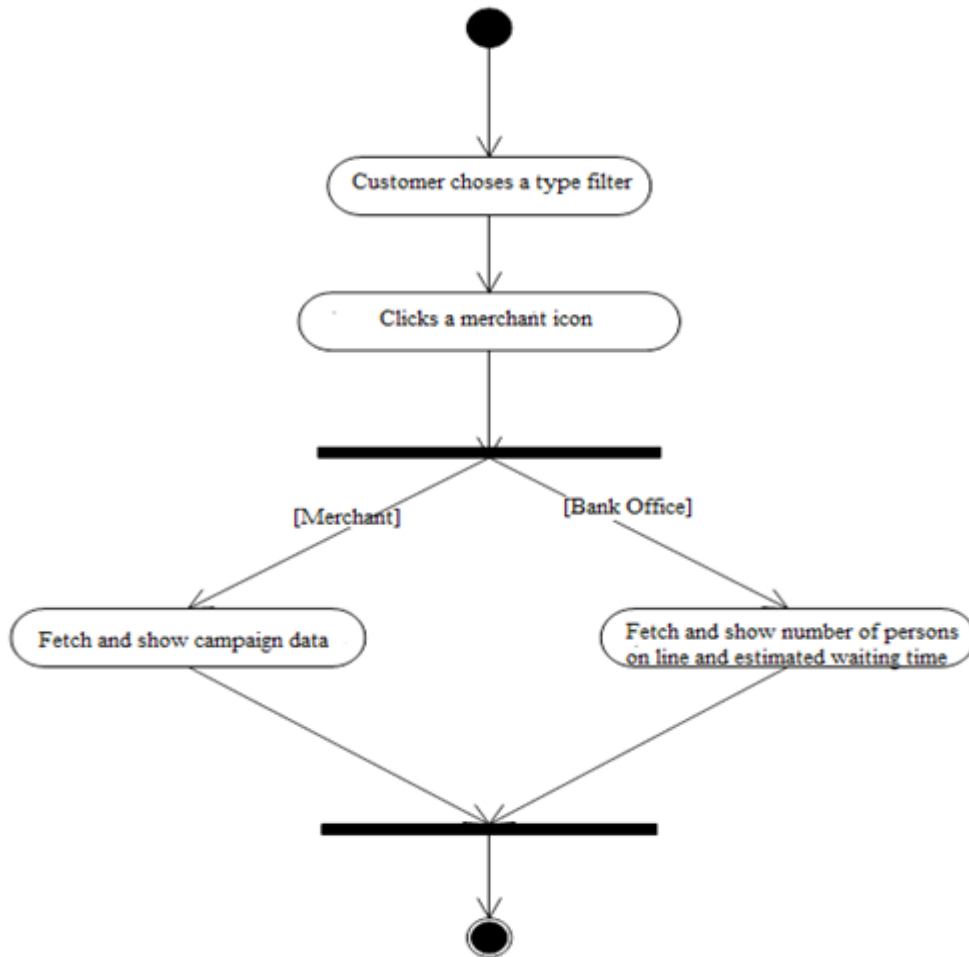 Customer choses a type filter
Clicks a merchant icon
[Merchant]
[Bank Office]
Fetch and show campaign data
Fetch and show number of persons
on line and estimated waiting time